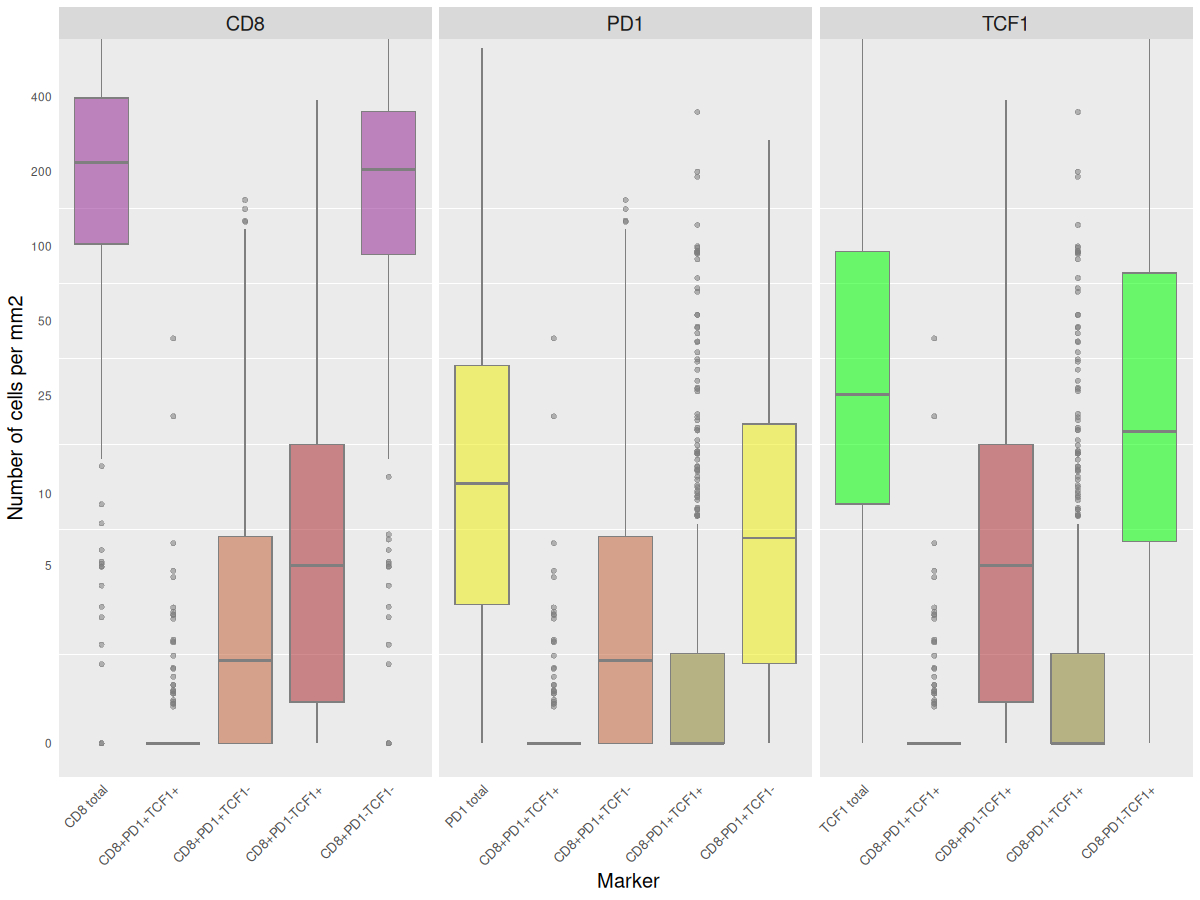 CD8 PD1 TCF1
Number of cells per mm2
400
200
100
50
25
10
5
0
CD8 total
CD8+PD1+TCF1+
CD8+PD1+TCF1-
CD8+PD1-TCF1+
CD8+PD1-TCF1-
PD1 total
CD8+PD1+TCF1+
CD8+PD1+TCF1-
CD8-PD1+TCF1+
CD8-PD1+TCF1-
TCF1 total
CD8+PD1+TCF1+
CD8+PD1-TCF1+
CD8-PD1+TCF1+
CD8-PD1-TCF1+
Marker